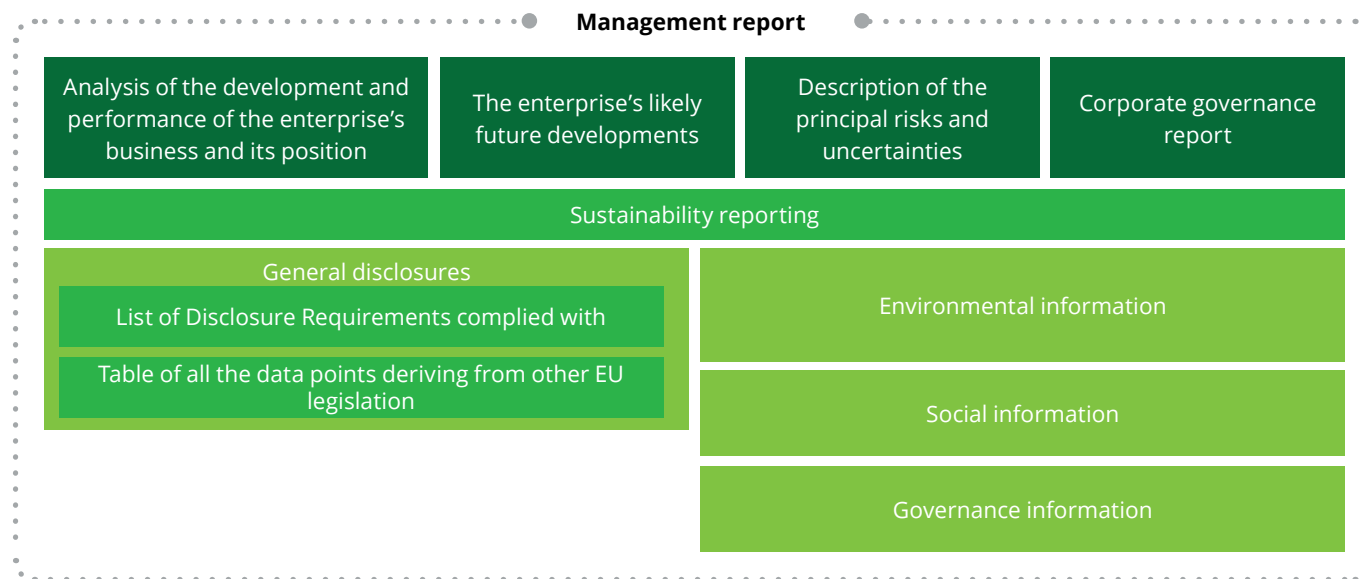 Management report
Analysis of the development and
performance of the enterprise's
business and its position
The enterprise's likely
future developments
Description of the
principal risks and
uncertainties
Corporate governance
report
Sustainability reporting
General disclosures
List of Disclosure Requirements complied with
Table of all the data points deriving from other EU
legislation
Environmental information
Social information
Governance information